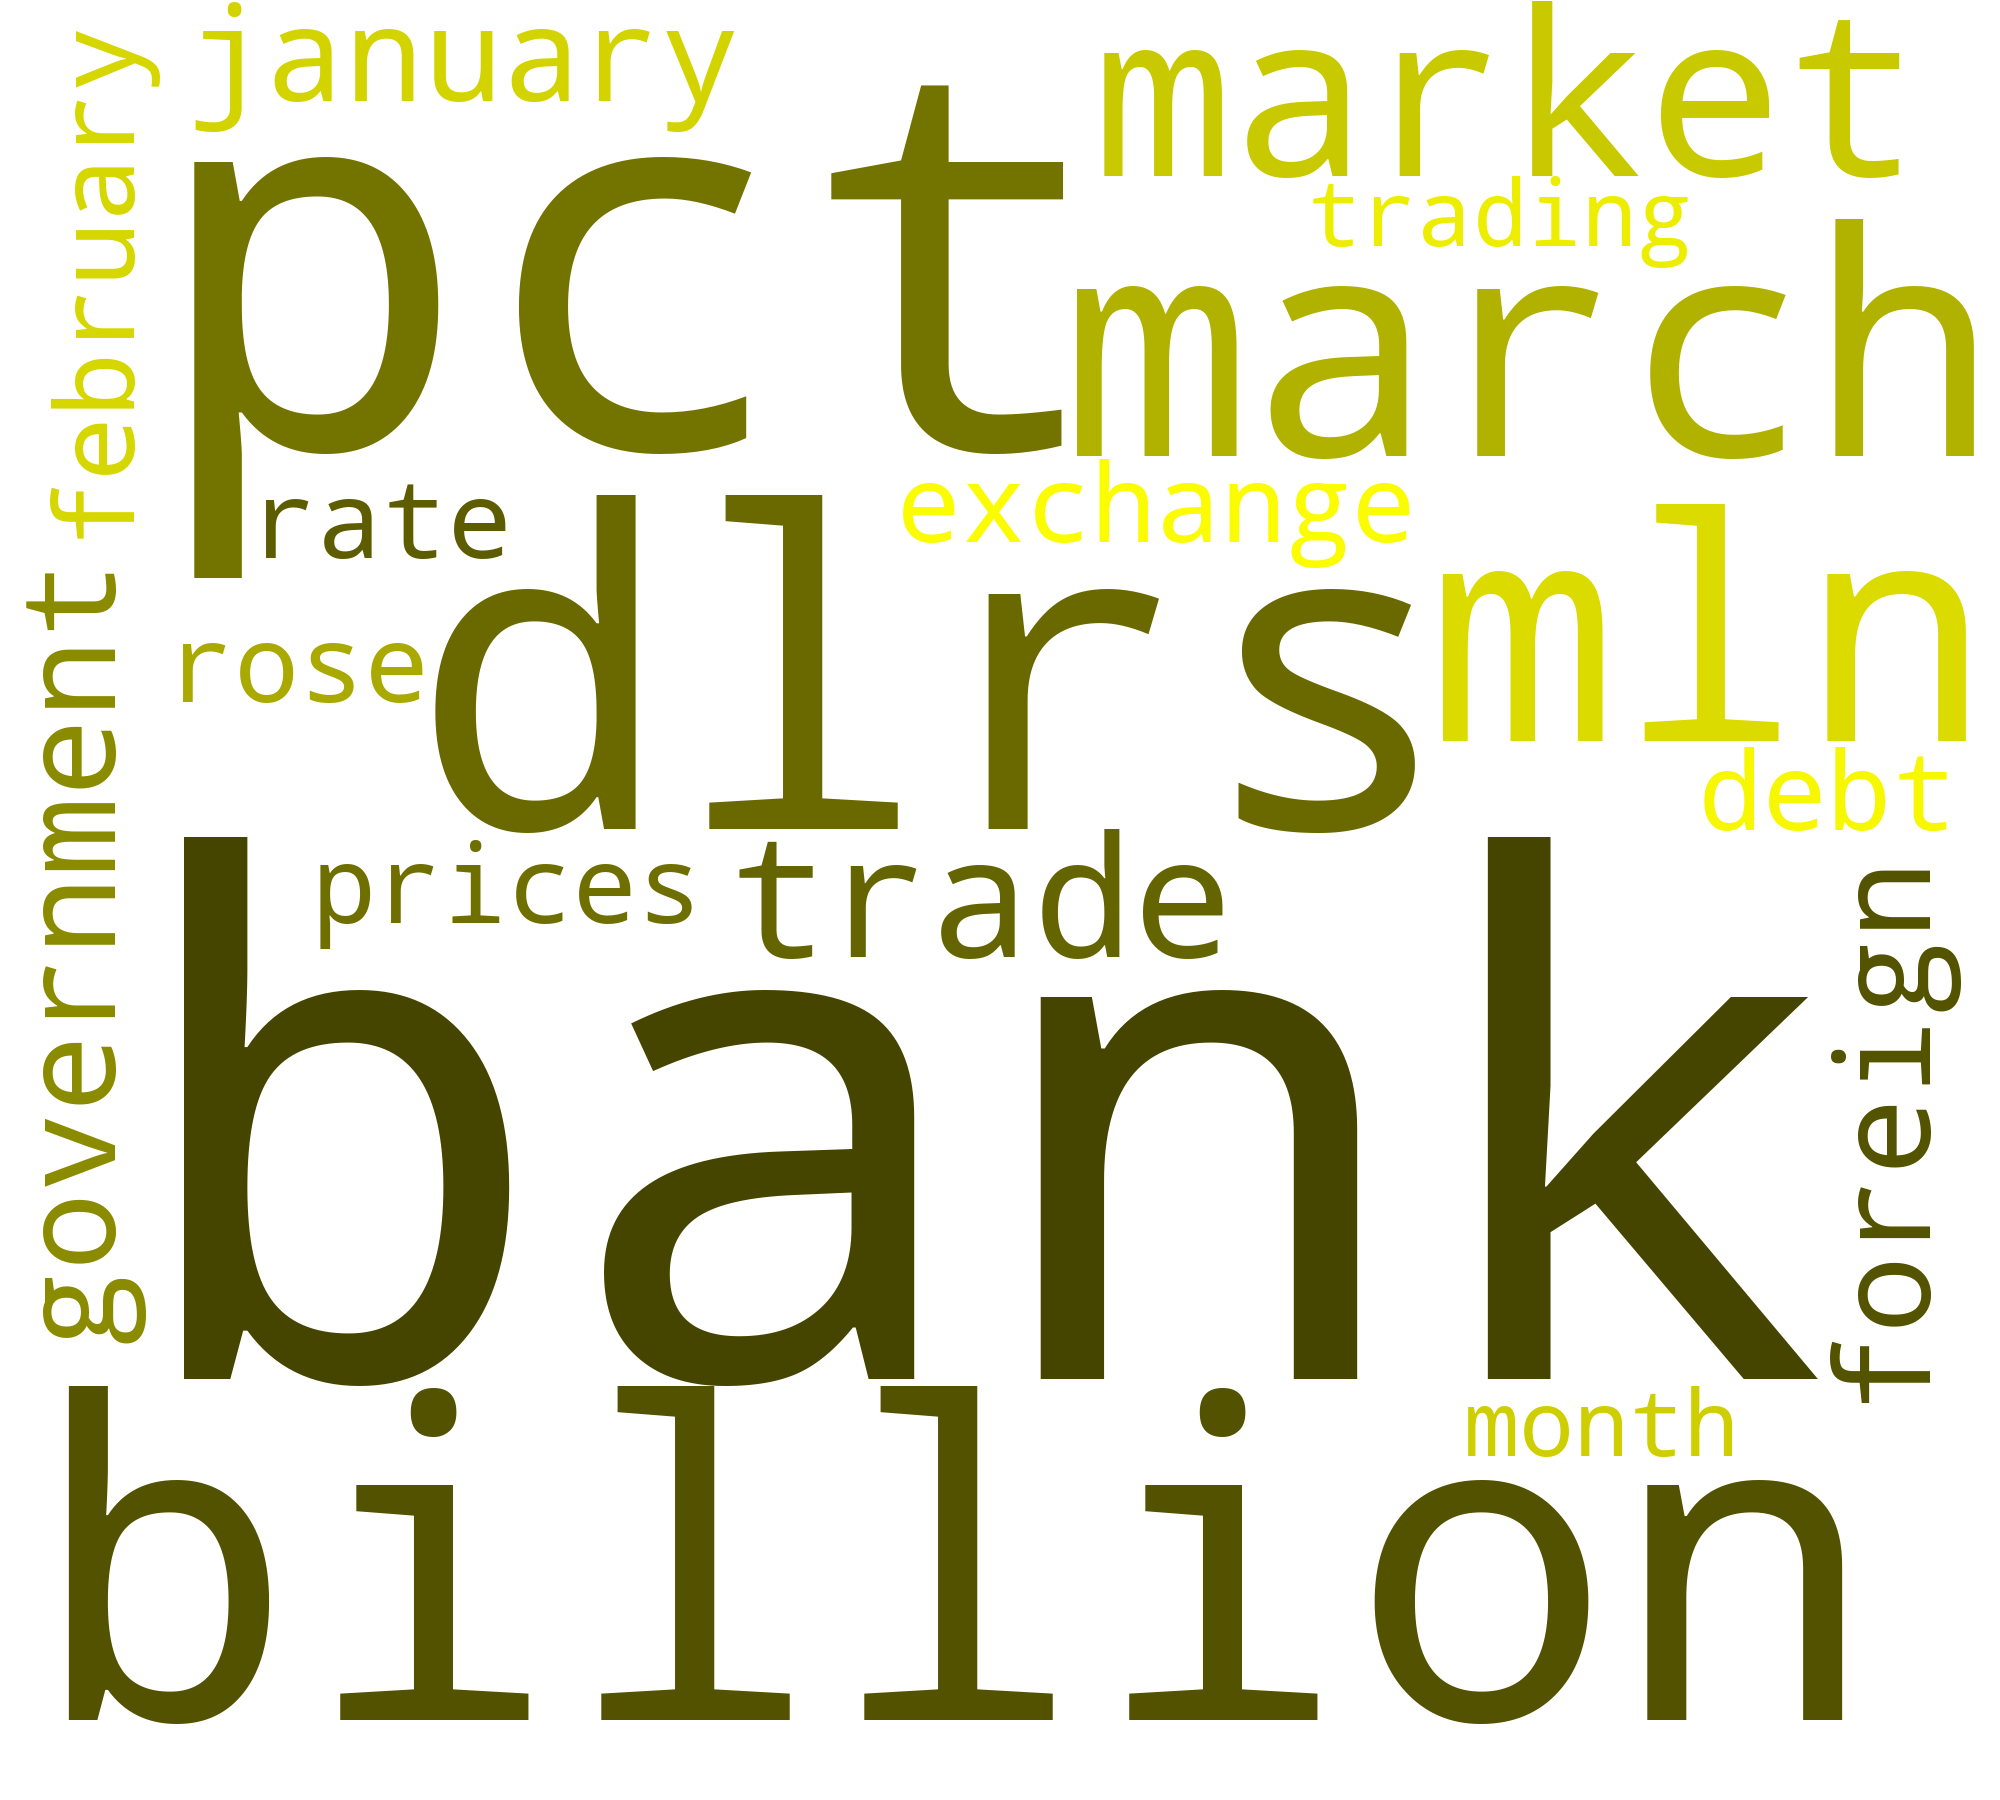 january
market
february
pct
trading
march
rate
exchange
dlrs
mln
government
rose
debt
prices
trade
bank
foreign
month
billion